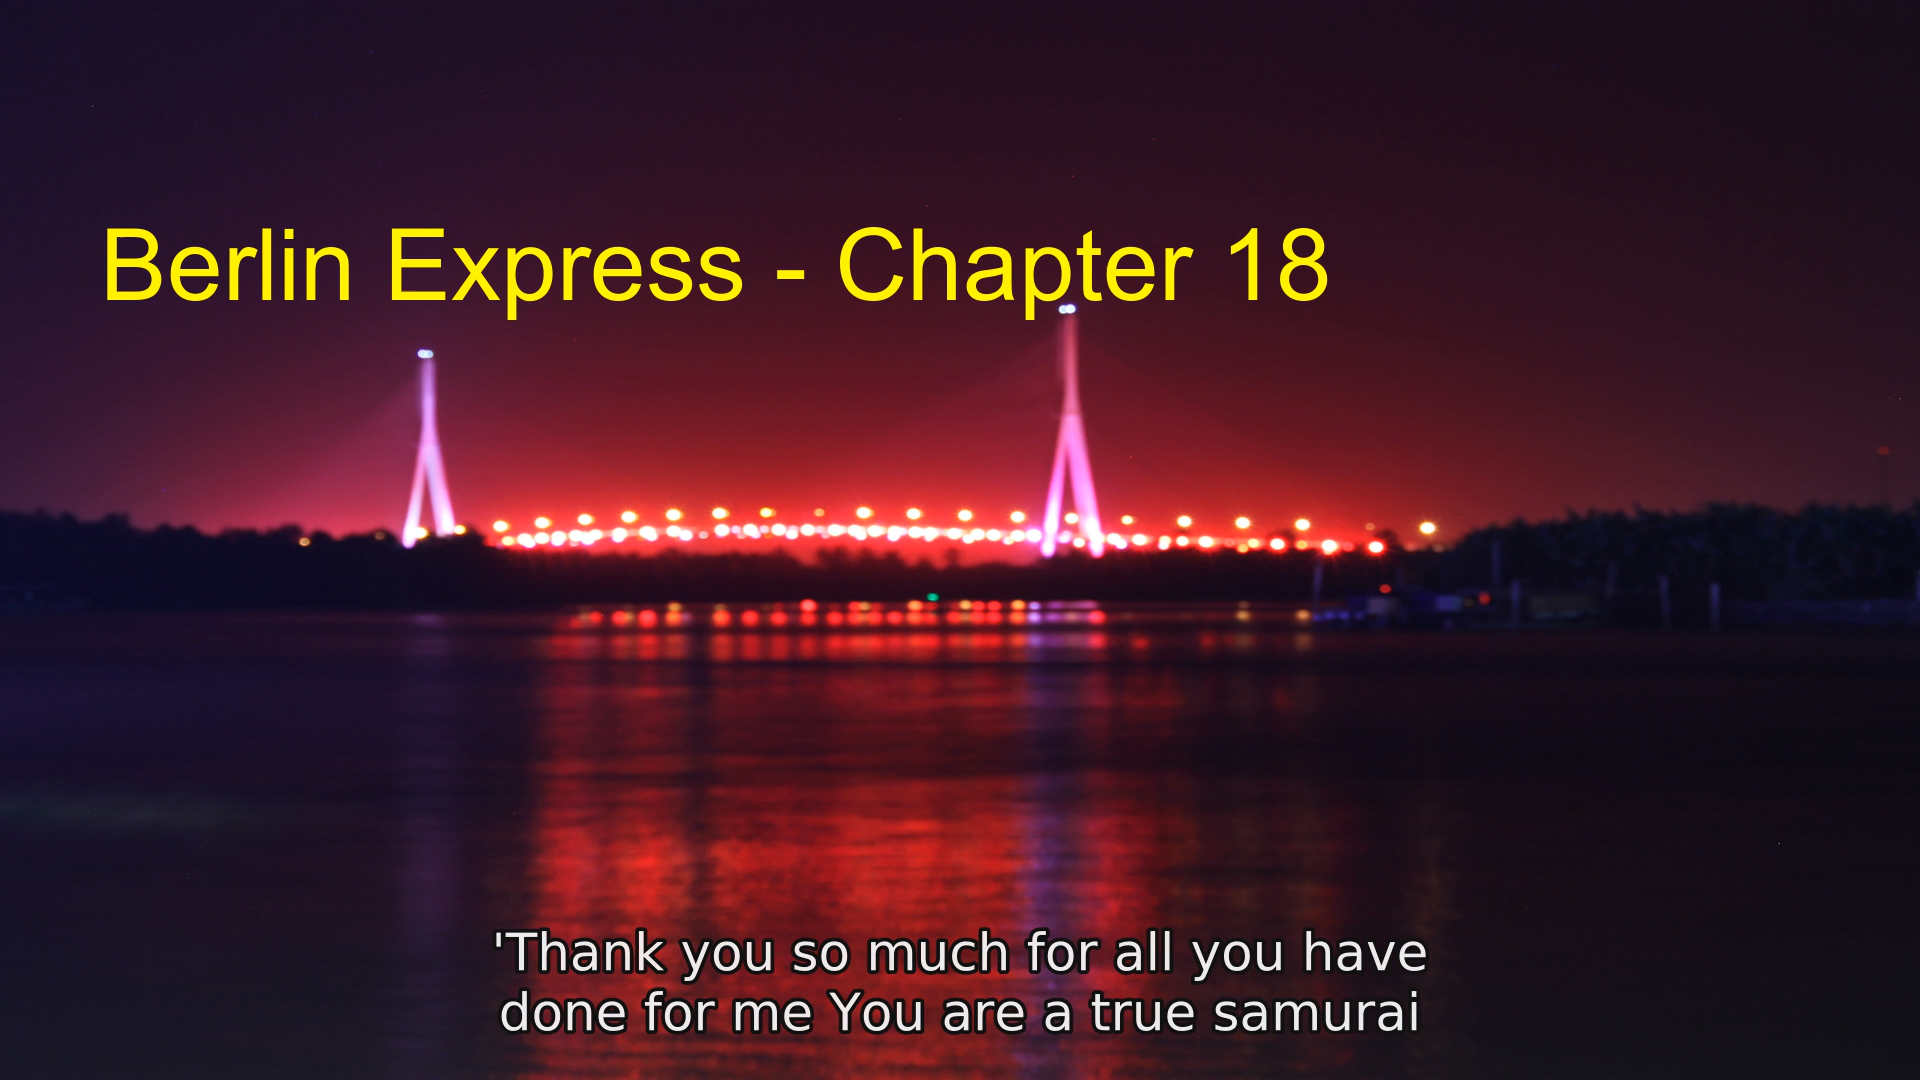 Berlin Express - Chapter 18
'Thank you so much for all you have
done for me You are a true samurai